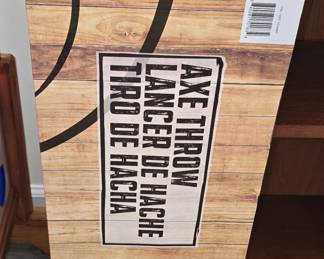 AXE THROW
LANCER DE HACHE
TIRO DE HACHA